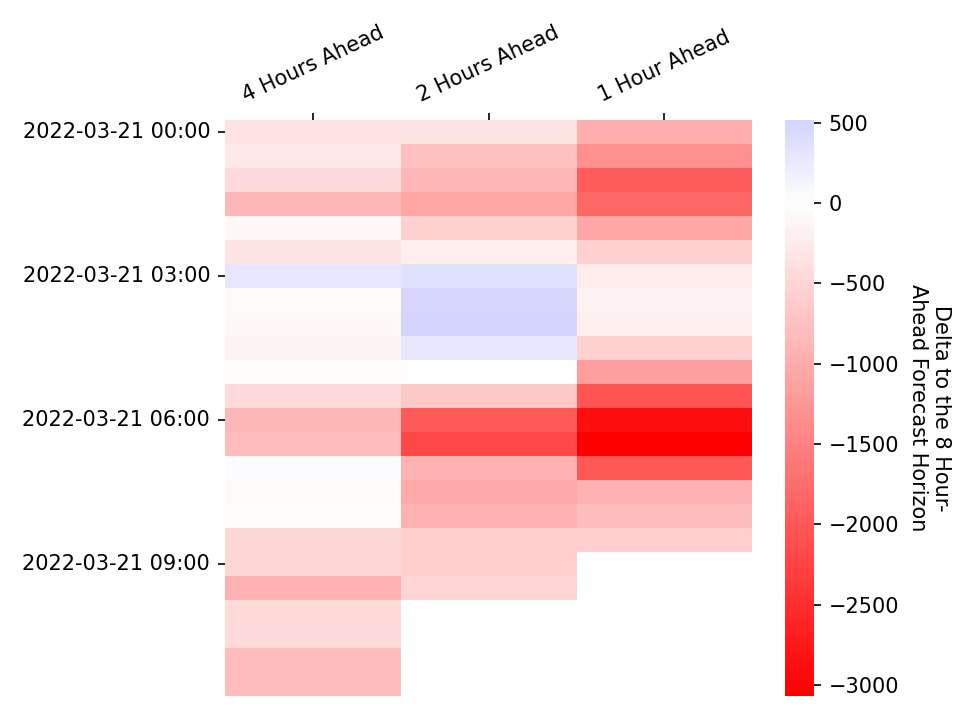 4 Hours Ahead
2 Hours Ahead
1 Hour Ahead
2022-03-21 00:00
2022-03-21 03:00
2022-03-21 06:00
2022-03-21 09:00
500
0
−500
−1000
−1500
−2000
−2500
−3000
Delta to the 8 Hour-
Ahead Forecast Horizon